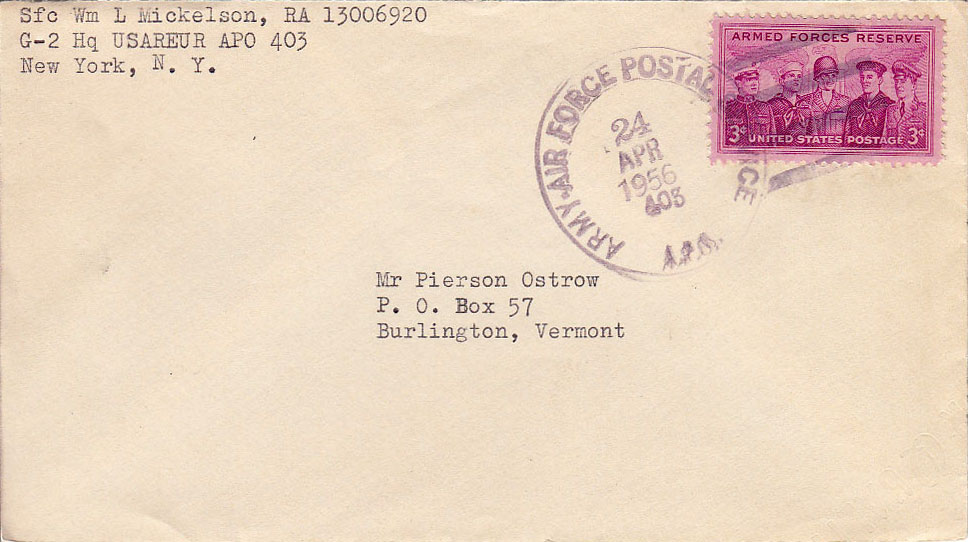 Sfc Wm L Mickelson, RA 13006920
G-2 Hq USAREUR APO 403
New York, N. Y.
ARMED FORCES RESERVE
3¢ UNITED STATES POSTAGE 3¢
ARMY-AIR FORCE POSTAL
24
APR
1956
403
A.P.O.
Mr Pierson Ostrow
P. O. Box 57
Burlington, Vermont